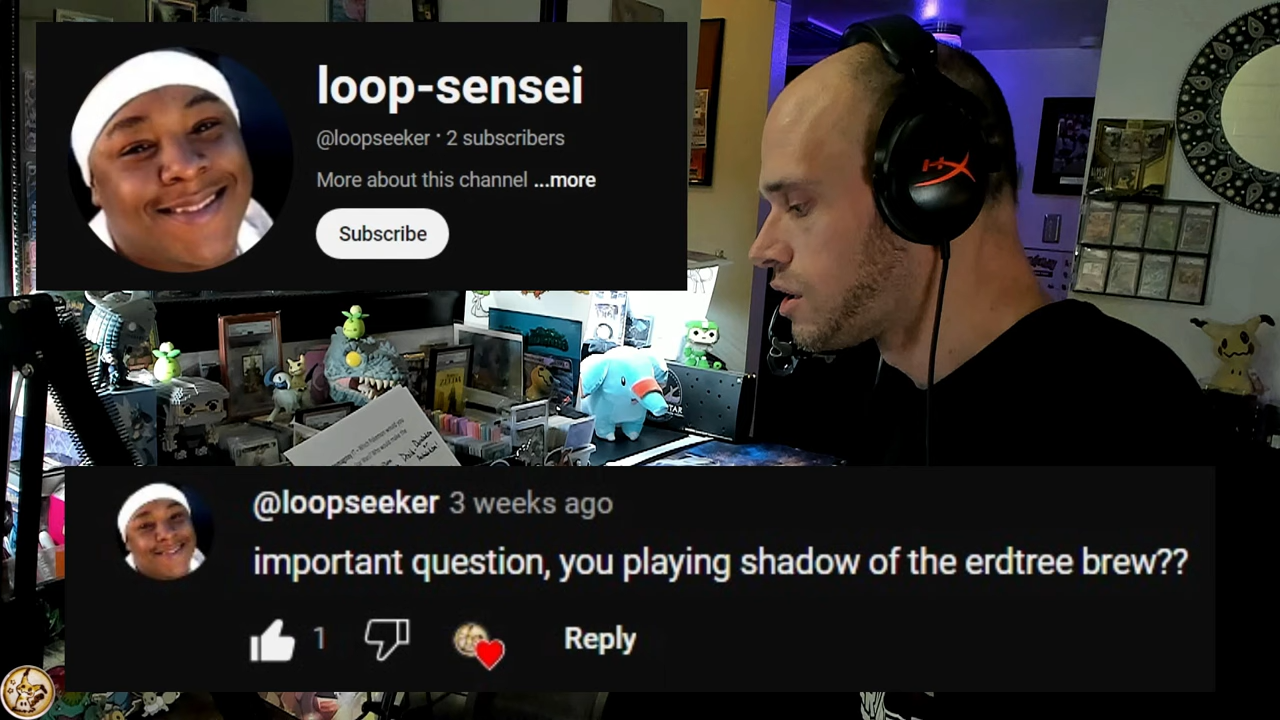 loop-sensei
@loopseeker · 2 subscribers
More about this channel ...more
Subscribe
HX
@loopseeker 3 weeks ago
important question, you playing shadow of the erdtree brew??
1
Reply